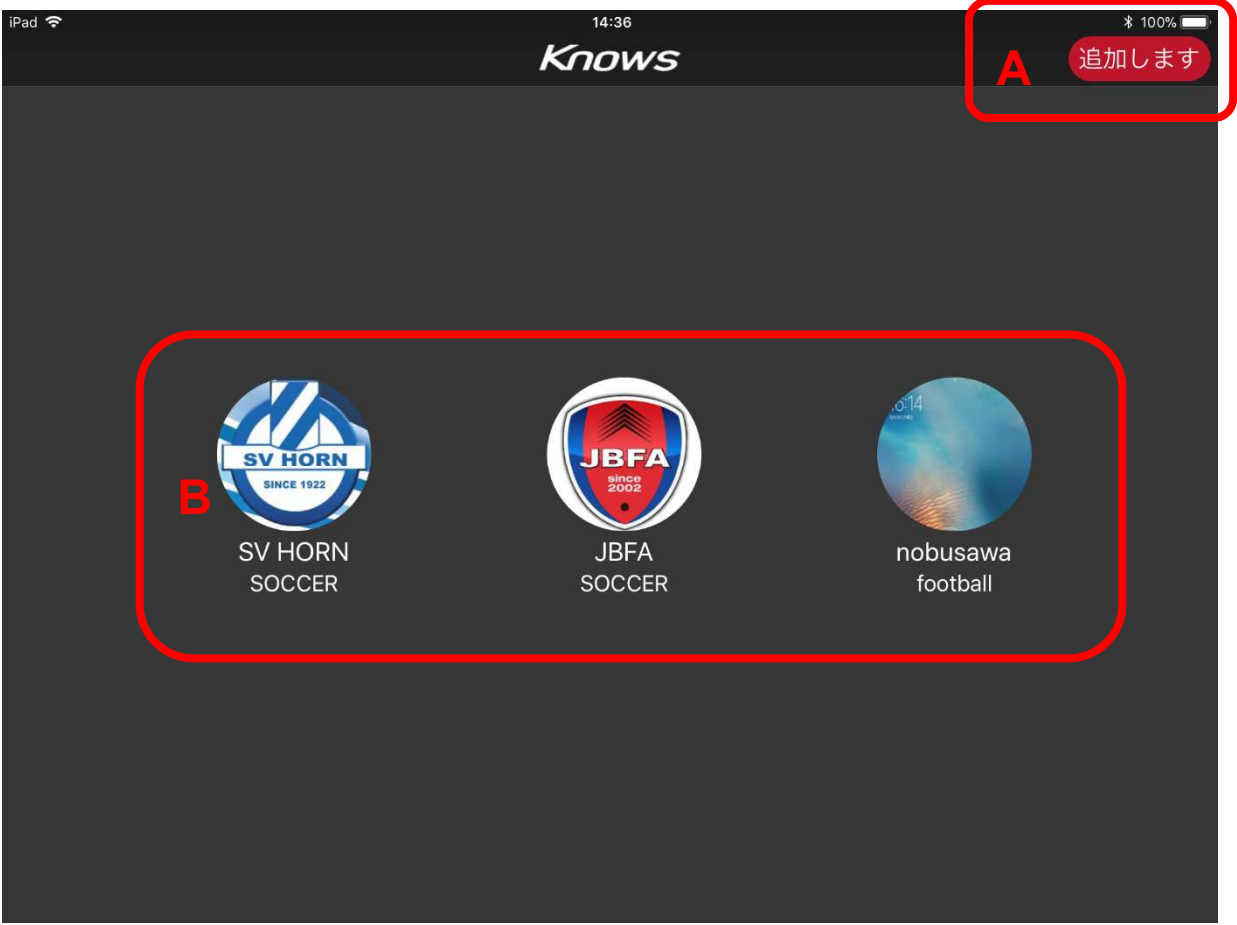 iPad 14:36 100%
Knows
A 追加します
B
SV HORN
SINCE 1922
JBFA
since
2002
SV HORN JBFA nobusawa
SOCCER SOCCER football